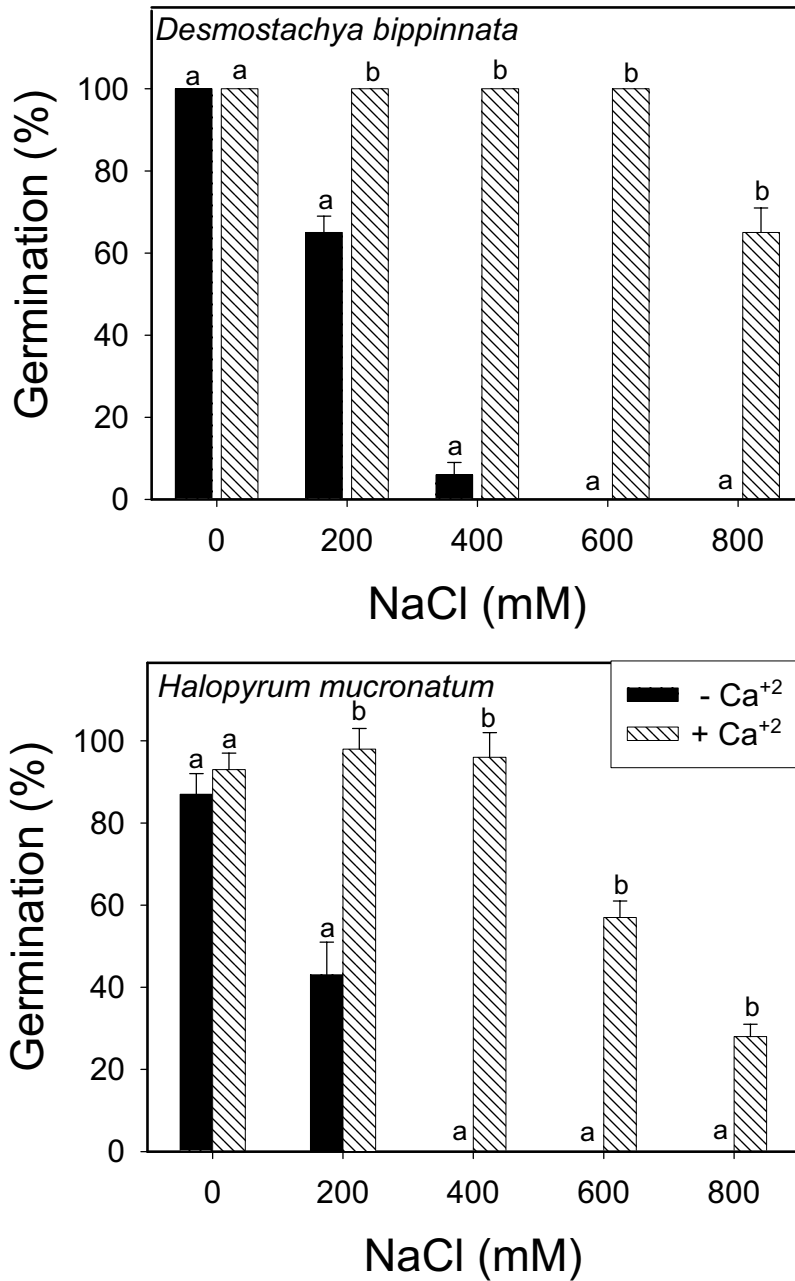 Desmostachya bippinnata
a a b b b
100
a b
80
60
Germination (%)
40
20
a
a a
0
0 200 400 600 800
NaCl (mM)
Halopyrum mucronatum
- Ca+2
+ Ca+2
b b
a a
100
80
a b
60
Germination (%)
40
b
20
a a a
0
0 200 400 600 800
NaCl (mM)